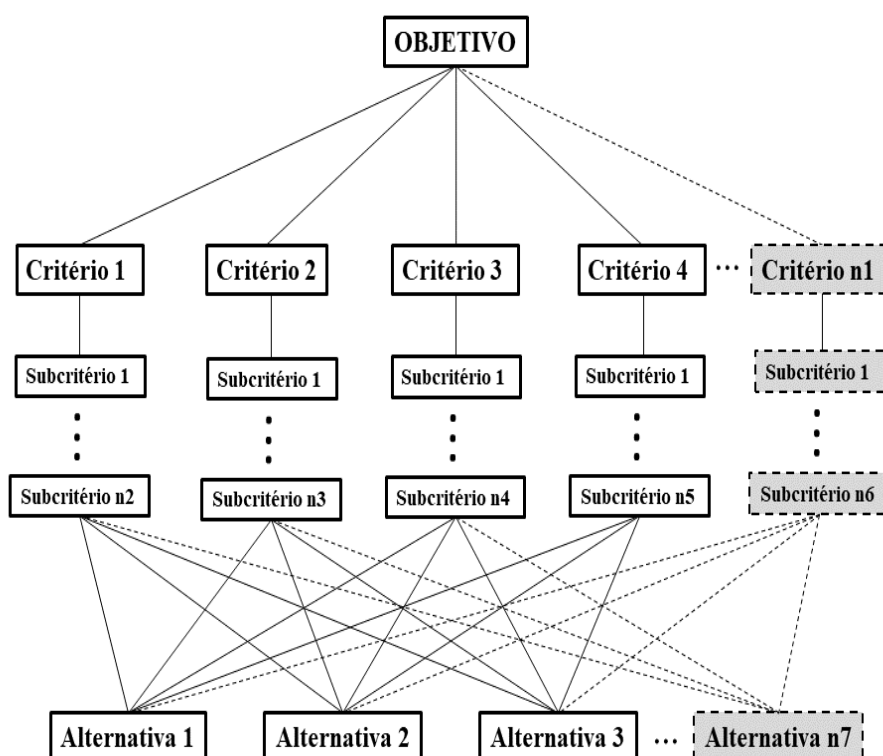 OBJETIVO
Critério 1 Critério 2 Critério 3 Critério 4 ... Critério n1
Subcritério 1 Subcritério 1 Subcritério 1 Subcritério 1 Subcritério 1
Subcritério n2 Subcritério n3 Subcritério n4 Subcritério n5 Subcritério n6
Alternativa 1 Alternativa 2 Alternativa 3 ... Alternativa n7